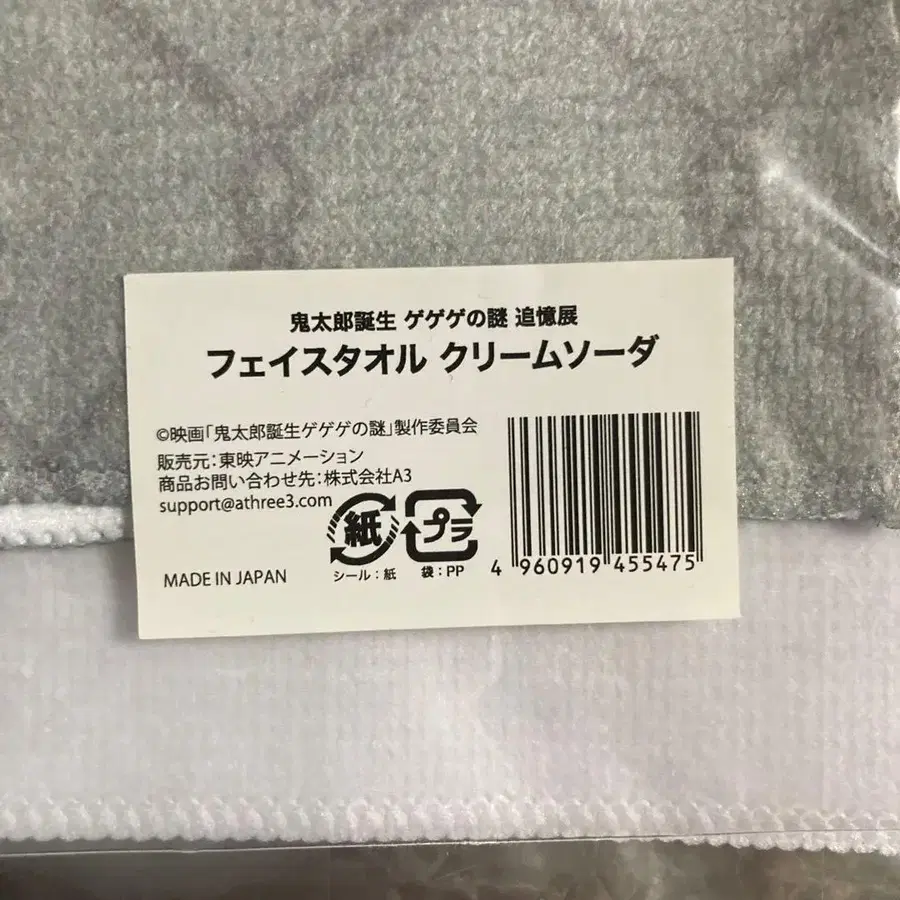 鬼太郎誕生 ゲゲゲの謎 追憶展
フェイスタオル クリームソーダ
©映画「鬼太郎誕生ゲゲゲの謎」製作委員会
販売元:東映アニメーション
商品お問い合わせ先:株式会社A3
support@athree3.com
紙
プラ
シール:紙
袋:PP
MADE IN JAPAN
4 960919 455475